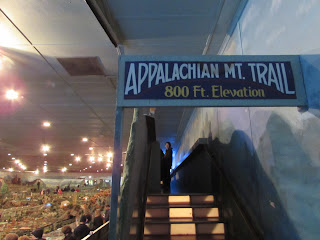 APPALACHIAN MT. TRAIL
800 FT. ELEVATION